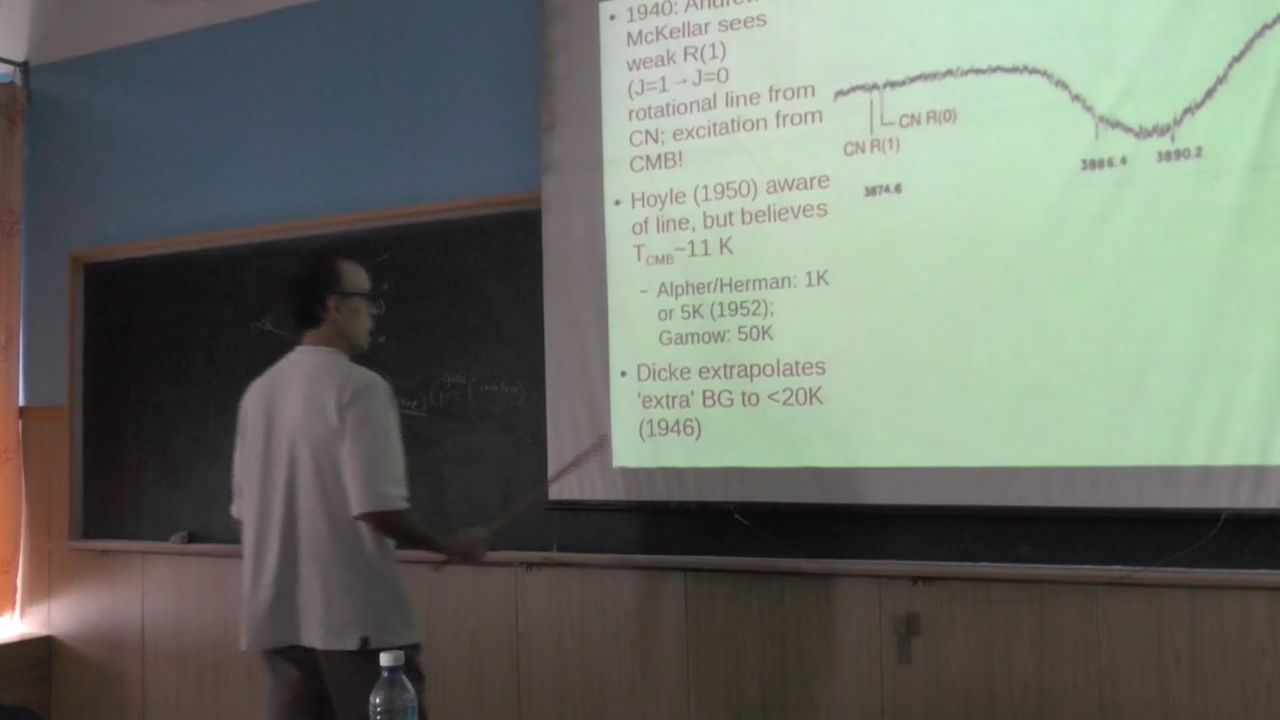 • 1940: Andrew
McKellar sees
weak R(1)
(J=1→J=0
rotational line from
CN; excitation from
CMB!
• Hoyle (1950) aware
of line, but believes
T_CMB~11 K
– Alpher/Herman: 1K
or 5K (1952);
Gamow: 50K
• Dicke extrapolates
'extra' BG to <20K
(1946)
CN R(0)
CN R(1)
3874.6
3886.4
3890.2